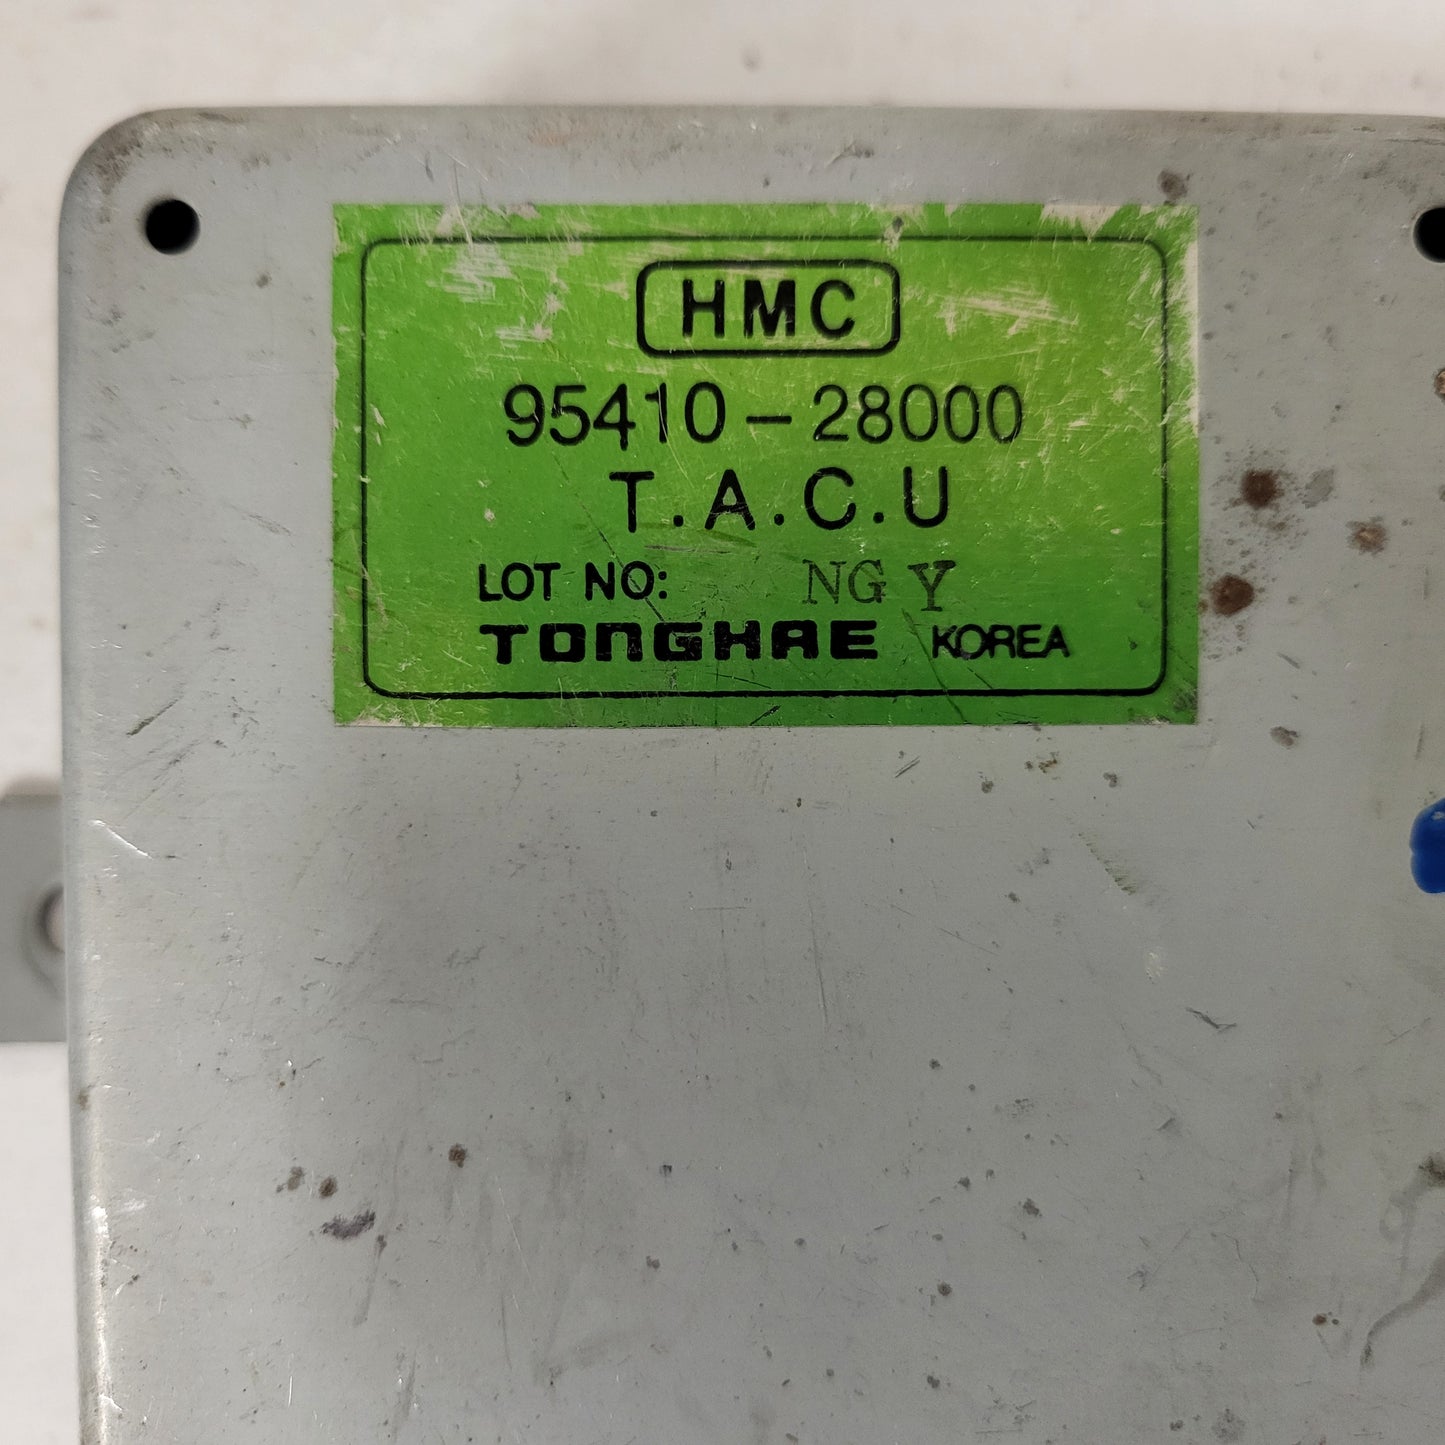 HMC
95410-28000
T.A.C.U
LOT NO: NG Y
TONGHAE KOREA